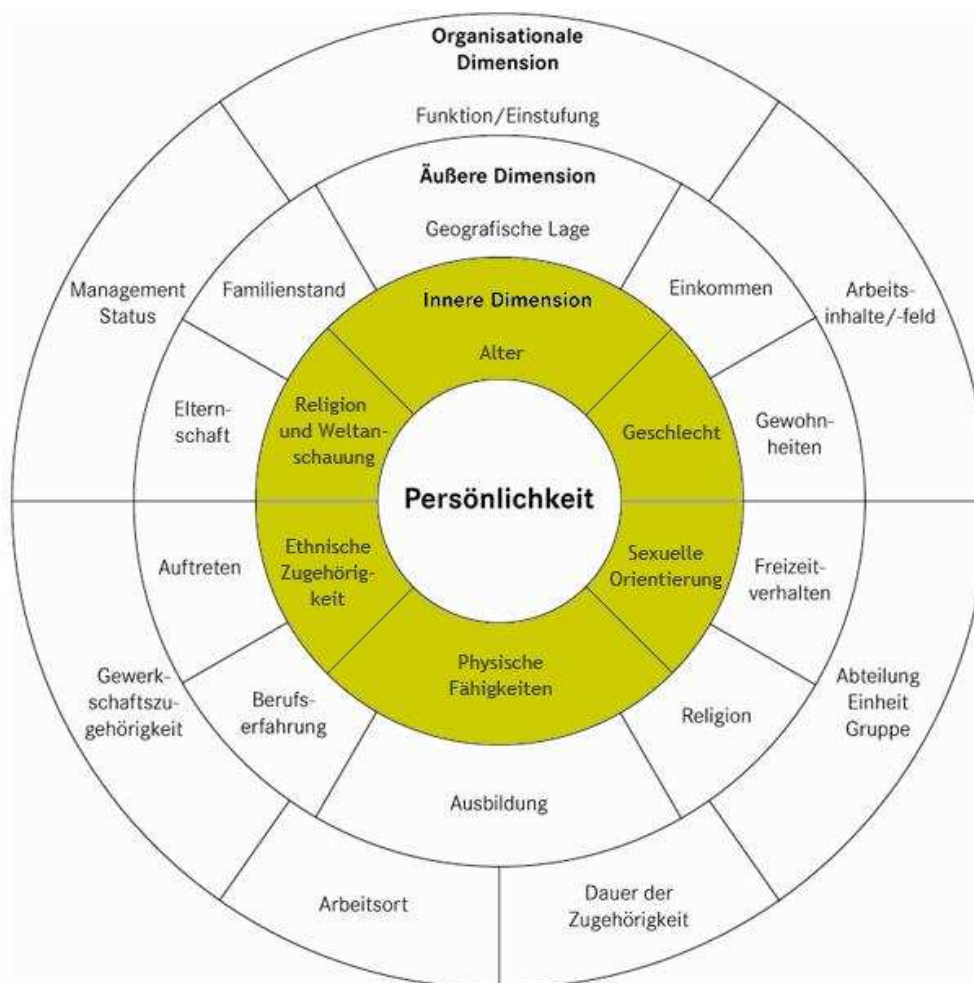 Organisationale
Dimension
Funktion/Einstufung
Äußere Dimension
Geografische Lage
Management
Status
Familienstand
Innere Dimension
Alter
Einkommen
Arbeits-
inhalte/-feld
Eltern-
schaft
Religion
und Weltan-
schauung
Geschlecht
Gewohn-
heiten
Persönlichkeit
Auftreten
Ethnische
Zugehörig-
keit
Sexuelle
Orientierung
Freizeit-
verhalten
Gewerk-
schaftszu-
gehörigkeit
Berufs-
erfahrung
Physische
Fähigkeiten
Religion
Abteilung
Einheit
Gruppe
Ausbildung
Arbeitsort
Dauer der
Zugehörigkeit